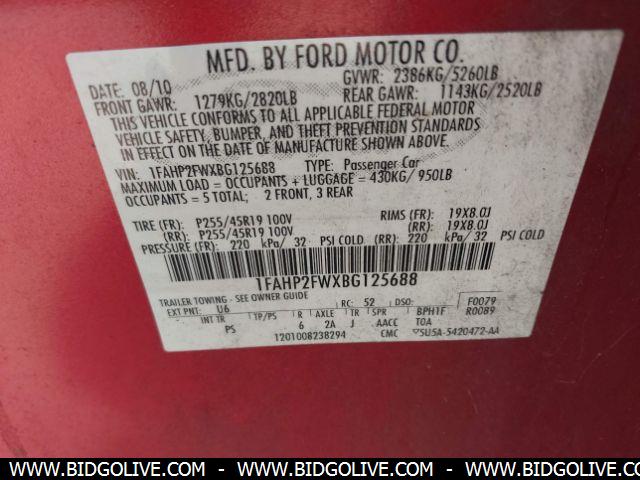 MFD. BY FORD MOTOR CO.
DATE: 08/10 GVWR: 2386KG/5260LB
FRONT GAWR: 1279KG/2820LB REAR GAWR: 1143KG/2520LB
THIS VEHICLE CONFORMS TO ALL APPLICABLE FEDERAL MOTOR
VEHICLE SAFETY, BUMPER, AND THEFT PREVENTION STANDARDS
IN EFFECT ON THE DATE OF MANUFACTURE SHOWN ABOVE.
VIN: 1FAHP2FWXBG125688 TYPE: Passenger Car
MAXIMUM LOAD = OCCUPANTS + LUGGAGE = 430KG/ 950LB
OCCUPANTS = 5 TOTAL; 2 FRONT, 3 REAR
TIRE (FR): P255/45R19 100V RIMS (FR): 19X8.0J
(RR): P255/45R19 100V (RR): 19X8.0J
PRESSURE (FR): 220 kPa/ 32 PSI COLD (RR): 220 kPa/ 32 PSI COLD
1FAHP2FWXBG125688
TRAILER TOWING - SEE OWNER GUIDE
EXT PNT: U6 RC: 52 DSO: F0079
INT TR TP/PS R AXLE TR SPR BPH1F R0089
PS 6 2A J AACC TOA
1201008238294 CMC 5U5A-5420472-AA
WWW.BIDGOLIVE.COM - WWW.BIDGOLIVE.COM - WWW.BIDGOLIVE.COM